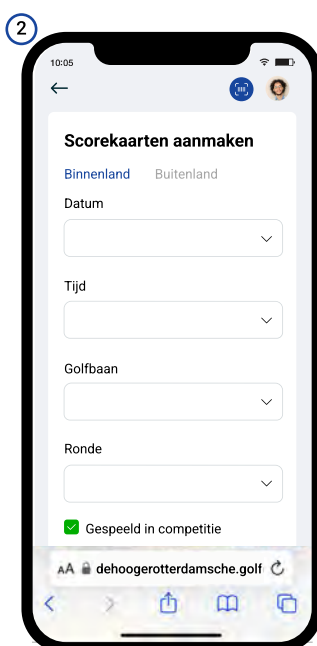 2
10:05
Scorekaarten aanmaken
Binnenland Buitenland
Datum
Tijd
Golfbaan
Ronde
Gespeeld in competitie
AA dehoogerotterdamsche.golf